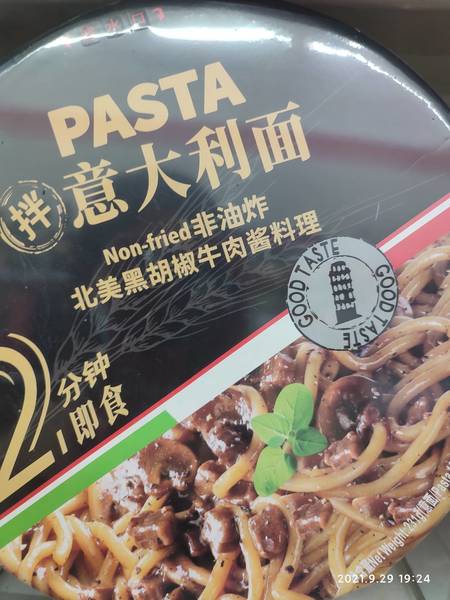 PASTA
拌
意大利面
Non-fried非油炸
北美黑胡椒牛肉酱料理
GOOD TASTE
GOOD TASTE
2
分钟
即食
2021.9.29 19:24